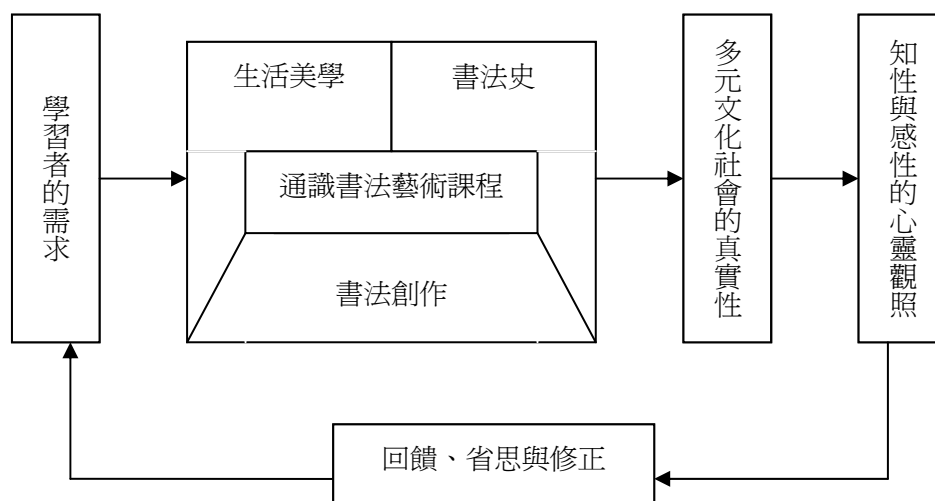 學習者的需求
生活美學
書法史
通識書法藝術課程
書法創作
多元文化社會的真實性
知性與感性的心靈觀照
回饋、省思與修正